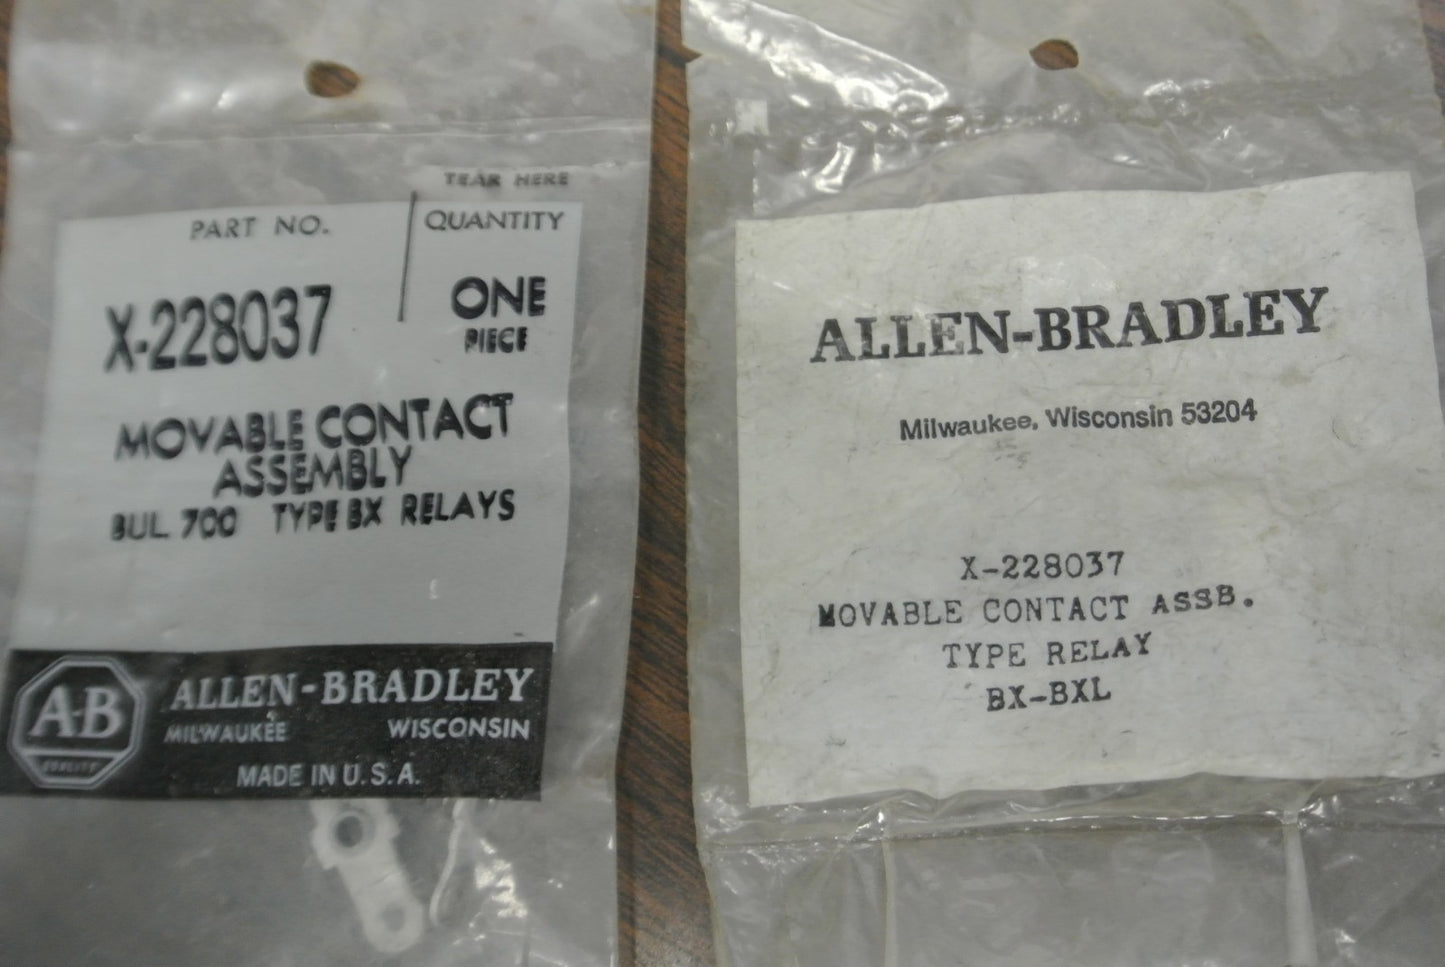 TEAR HERE
PART NO. QUANTITY
X-228037 ONE
PIECE
MOVABLE CONTACT
ASSEMBLY
BUL. 700 TYPE BX RELAYS
A-B ALLEN-BRADLEY
MILWAUKEE WISCONSIN
QUALITY
MADE IN U.S.A.
ALLEN-BRADLEY
Milwaukee, Wisconsin 53204
X-228037
MOVABLE CONTACT ASSB.
TYPE RELAY
BX-BXL